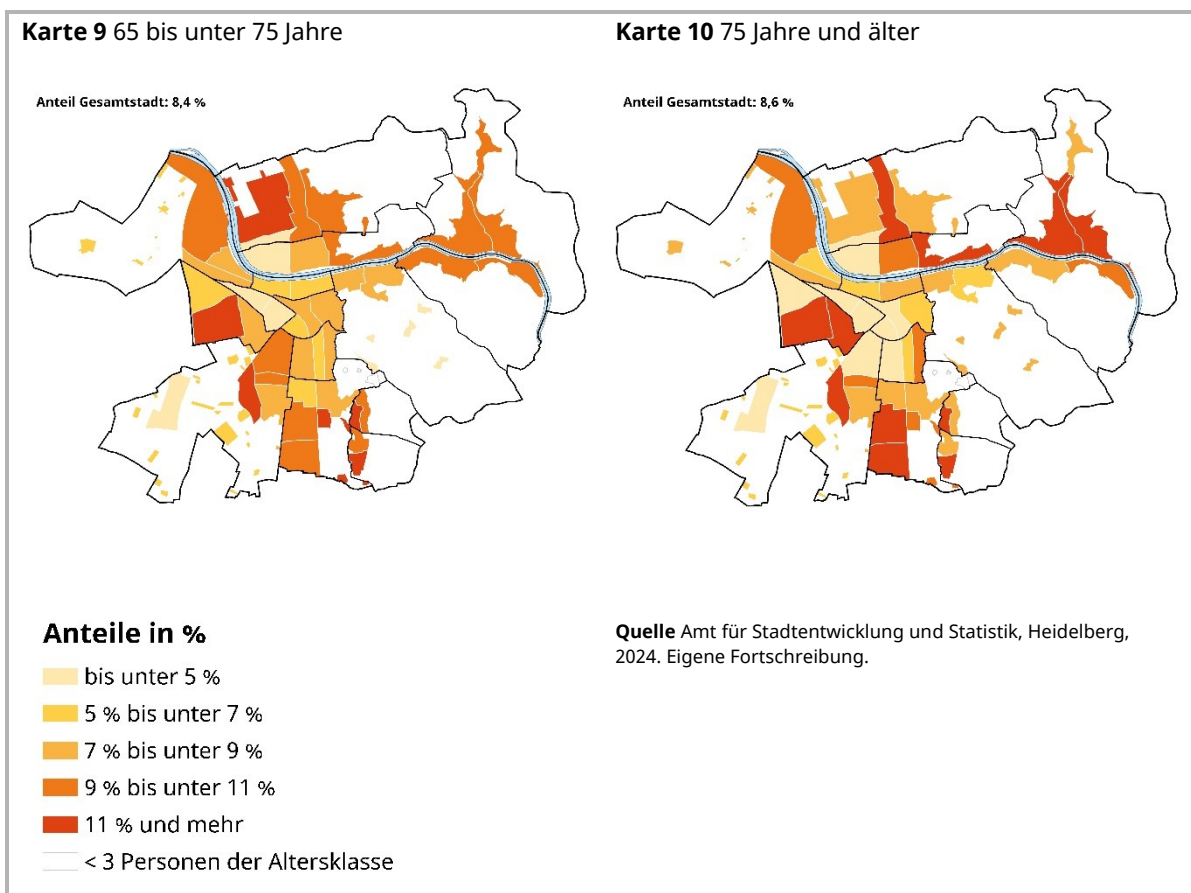 Karte 9 65 bis unter 75 Jahre
Anteil Gesamtstadt: 8,4 %
Karte 10 75 Jahre und älter
Anteil Gesamtstadt: 8,6 %
Anteile in %
bis unter 5 %
5 % bis unter 7 %
7 % bis unter 9 %
9 % bis unter 11 %
11 % und mehr
< 3 Personen der Altersklasse
Quelle Amt für Stadtentwicklung und Statistik, Heidelberg,
2024. Eigene Fortschreibung.